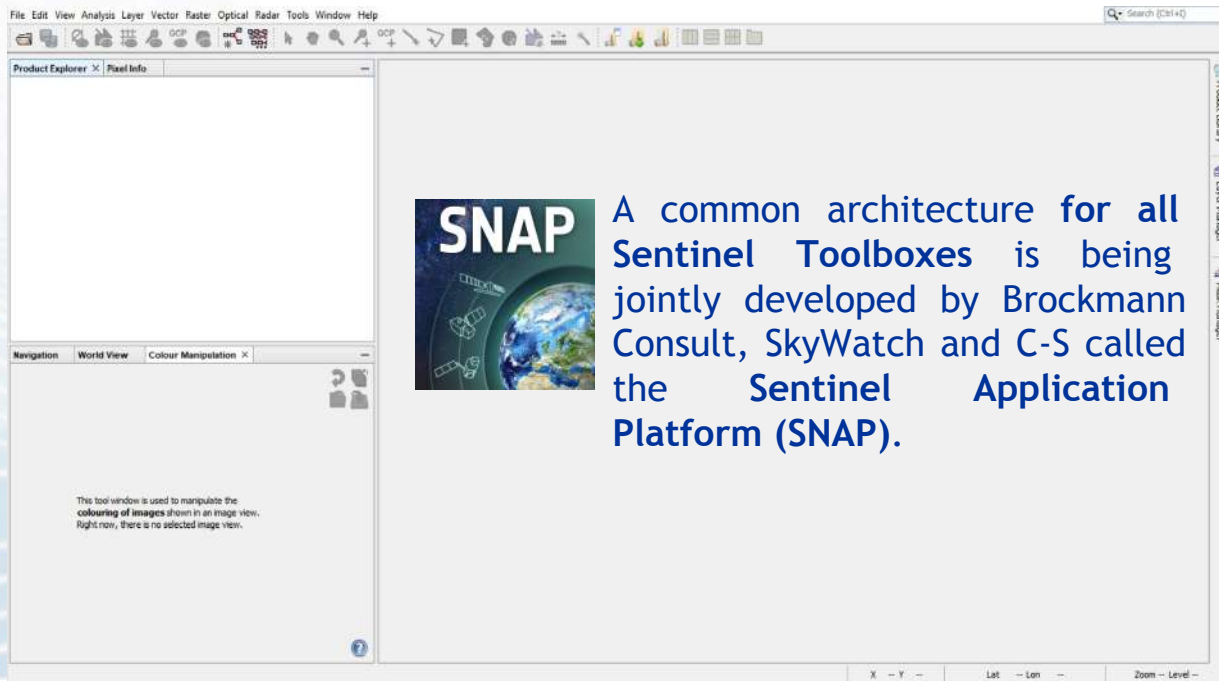 File Edit View Analysis Layer Vector Raster Optical Radar Tools Window Help
Search (Ctrl+I)
Product Explorer × Pixel Info
SNAP
A common architecture for all
Sentinel Toolboxes is being
jointly developed by Brockmann
Consult, SkyWatch and C-S called
the Sentinel Application
Platform (SNAP).
Navigation World View Colour Manipulation ×
This tool window is used to manipulate the
colouring of images shown in an image view.
Right now, there is no selected image view.
X -- Y -- Lat -- Lon -- Zoom -- Level --